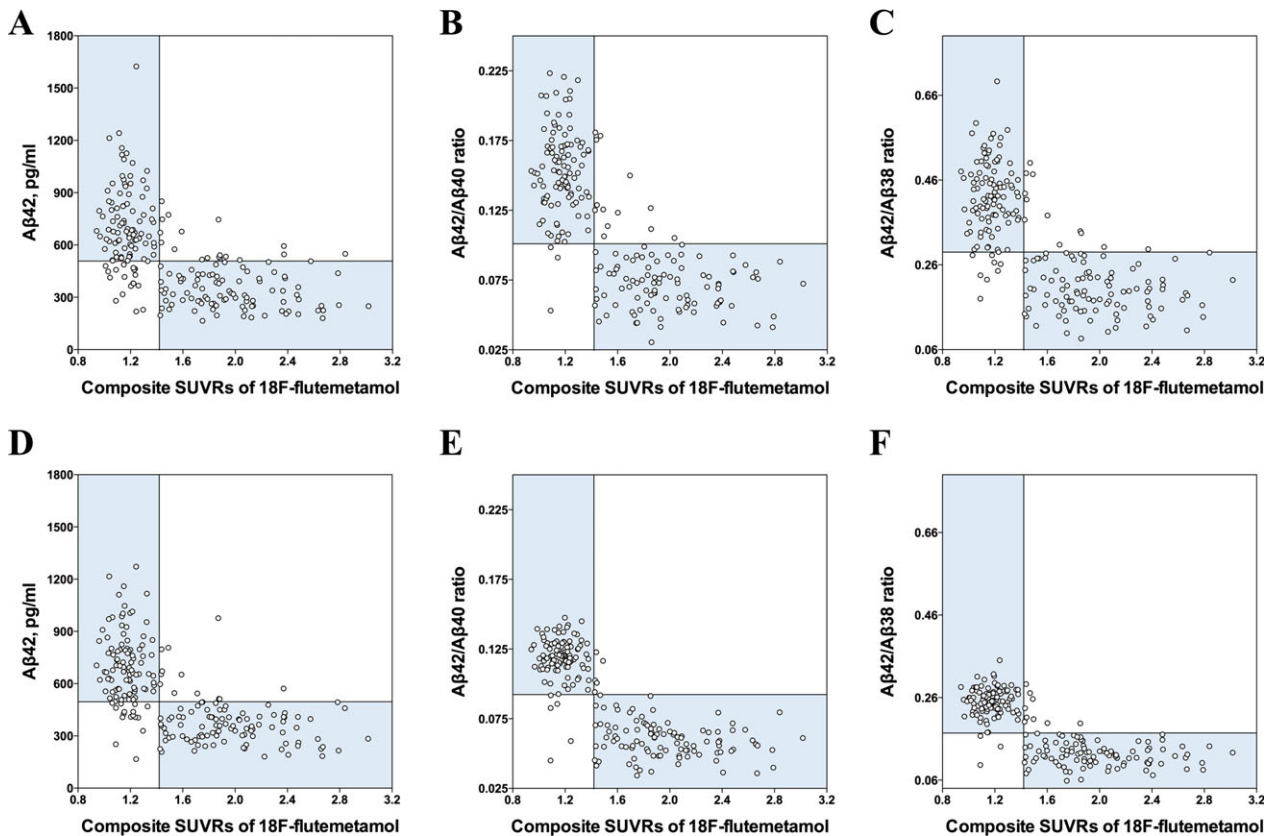 A
B
C
1800
1500
1200
900
600
300
0
Aβ42, pg/ml
0.8 1.2 1.6 2.0 2.4 2.8 3.2
Composite SUVRs of 18F-flutemetamol
0.225
0.175
0.125
0.075
0.025
Aβ42/Aβ40 ratio
0.8 1.2 1.6 2.0 2.4 2.8 3.2
Composite SUVRs of 18F-flutemetamol
0.66
0.46
0.26
0.06
Aβ42/Aβ38 ratio
0.8 1.2 1.6 2.0 2.4 2.8 3.2
Composite SUVRs of 18F-flutemetamol
D
E
F
1800
1500
1200
900
600
300
0
Aβ42, pg/ml
0.8 1.2 1.6 2.0 2.4 2.8 3.2
Composite SUVRs of 18F-flutemetamol
0.225
0.175
0.125
0.075
0.025
Aβ42/Aβ40 ratio
0.8 1.2 1.6 2.0 2.4 2.8 3.2
Composite SUVRs of 18F-flutemetamol
0.66
0.46
0.26
0.06
Aβ42/Aβ38 ratio
0.8 1.2 1.6 2.0 2.4 2.8 3.2
Composite SUVRs of 18F-flutemetamol